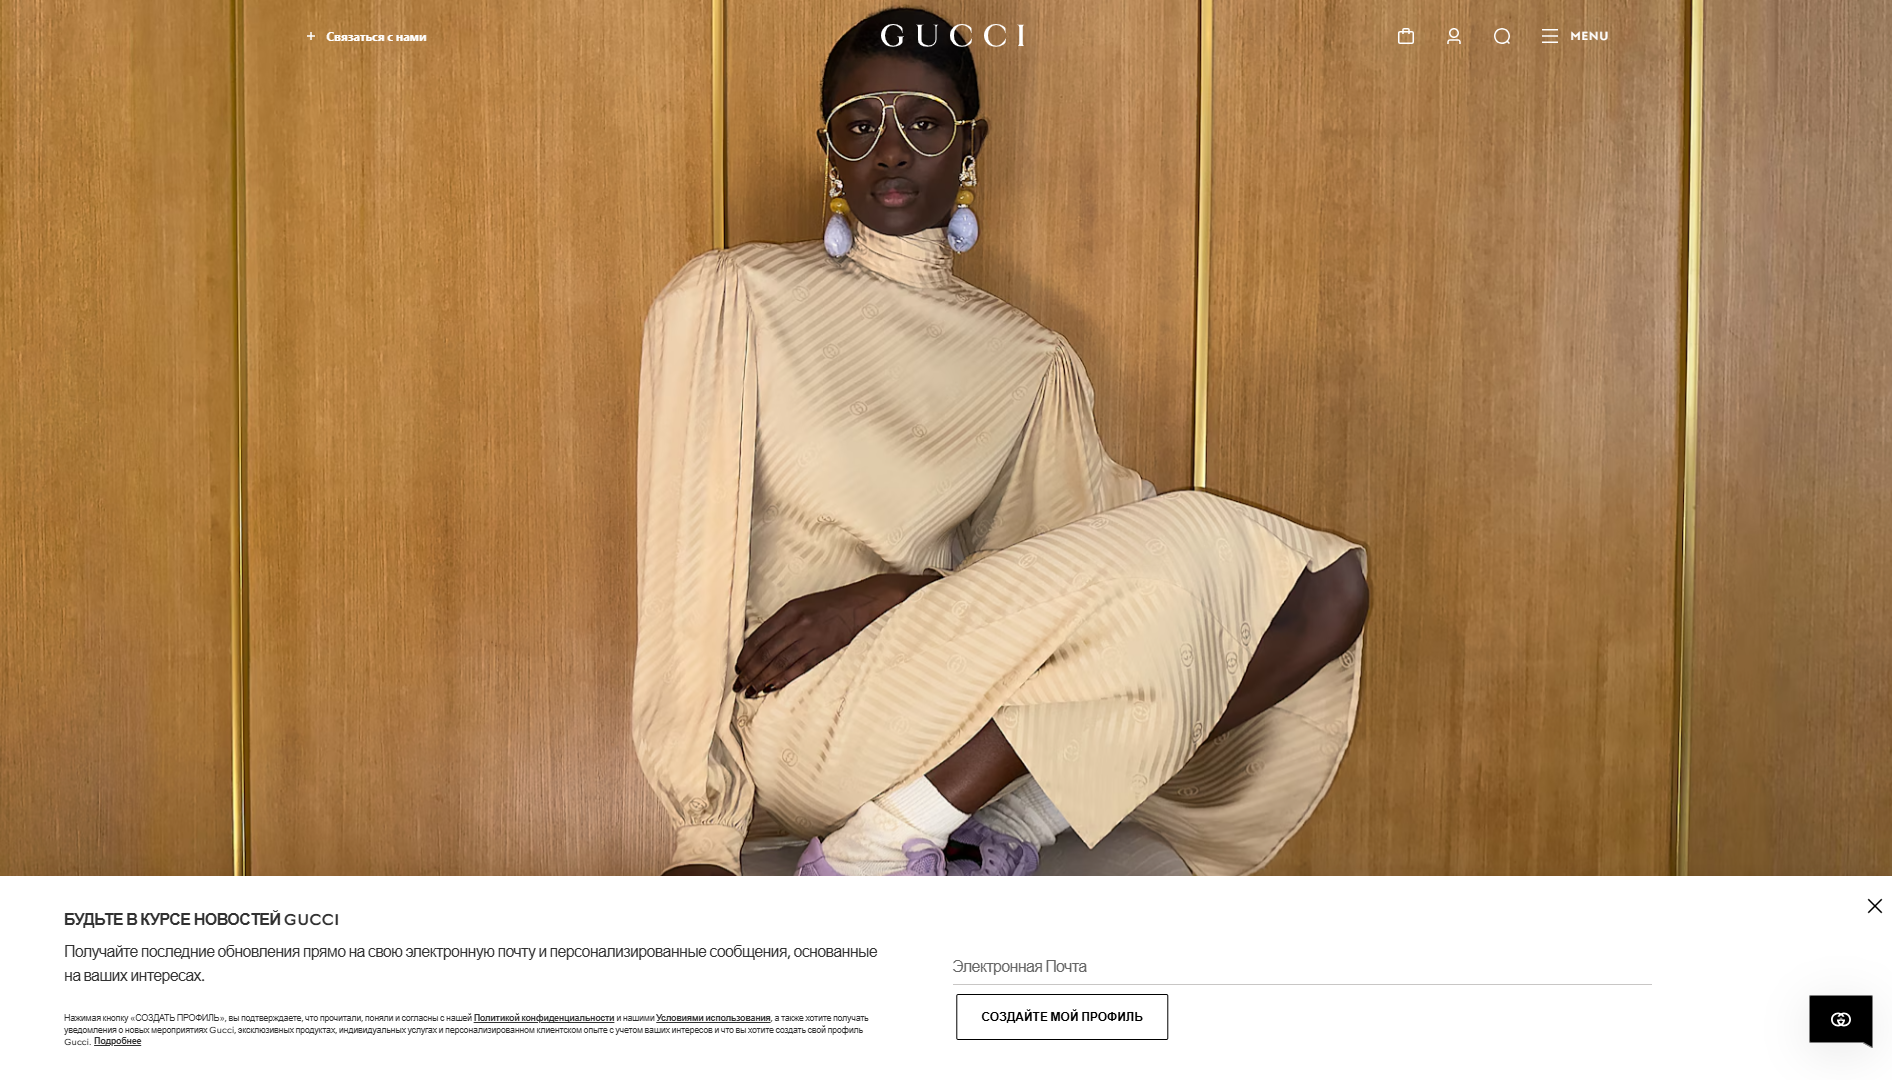 + Связаться с нами
GUCCI
MENU
БУДЬТЕ В КУРСЕ НОВОСТЕЙ GUCCI
Получайте последние обновления прямо на свою электронную почту и персонализированные сообщения, основанные
на ваших интересах.
Нажимая кнопку «СОЗДАТЬ ПРОФИЛЬ», вы подтверждаете, что прочитали, поняли и согласны с нашей Политикой конфиденциальности и нашими Условиями использования, а также хотите получать
уведомления о новых мероприятиях Gucci, эксклюзивных продуктах, индивидуальных услугах и персонализированном клиентском опыте с учетом ваших интересов и что вы хотите создать свой профиль
Gucci. Подробнее
Электронная Почта
СОЗДАЙТЕ МОЙ ПРОФИЛЬ